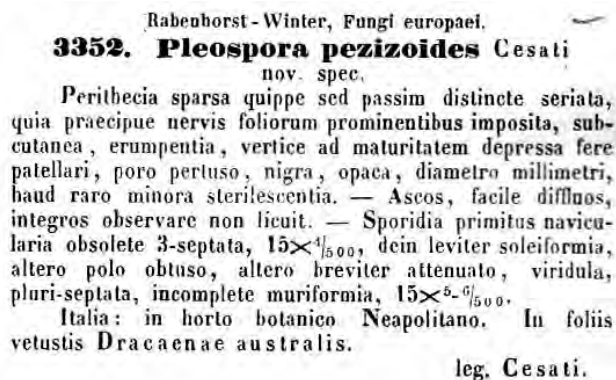 Rabenhorst-Winter, Fungi europaei.
3352. Pleospora pezizoides Cesati
nov. spec.
Perithecia sparsa quippe sed passim distincte seriata,
quia praecipue nervis foliorum prominentibus imposita, sub-
cutanea, erumpentia, vertice ad maturitatem depressa fere
patellari, poro pertuso, nigra, opaca, diametro millimetri,
haud raro minora sterilescentia. — Ascos, facile diffluos,
integros observare non licuit. — Sporidia primitus navicu-
laria obsolete 3-septata, 15×4/500, dein leviter soleiformia,
altero polo obtuso, altero breviter attenuato, viridula,
pluri-septata, incomplete muriformia, 15×5-6/500.
Italia: in horto botanico Neapolitano. In foliis
vetustis Dracaenae australis.
leg. Cesati.